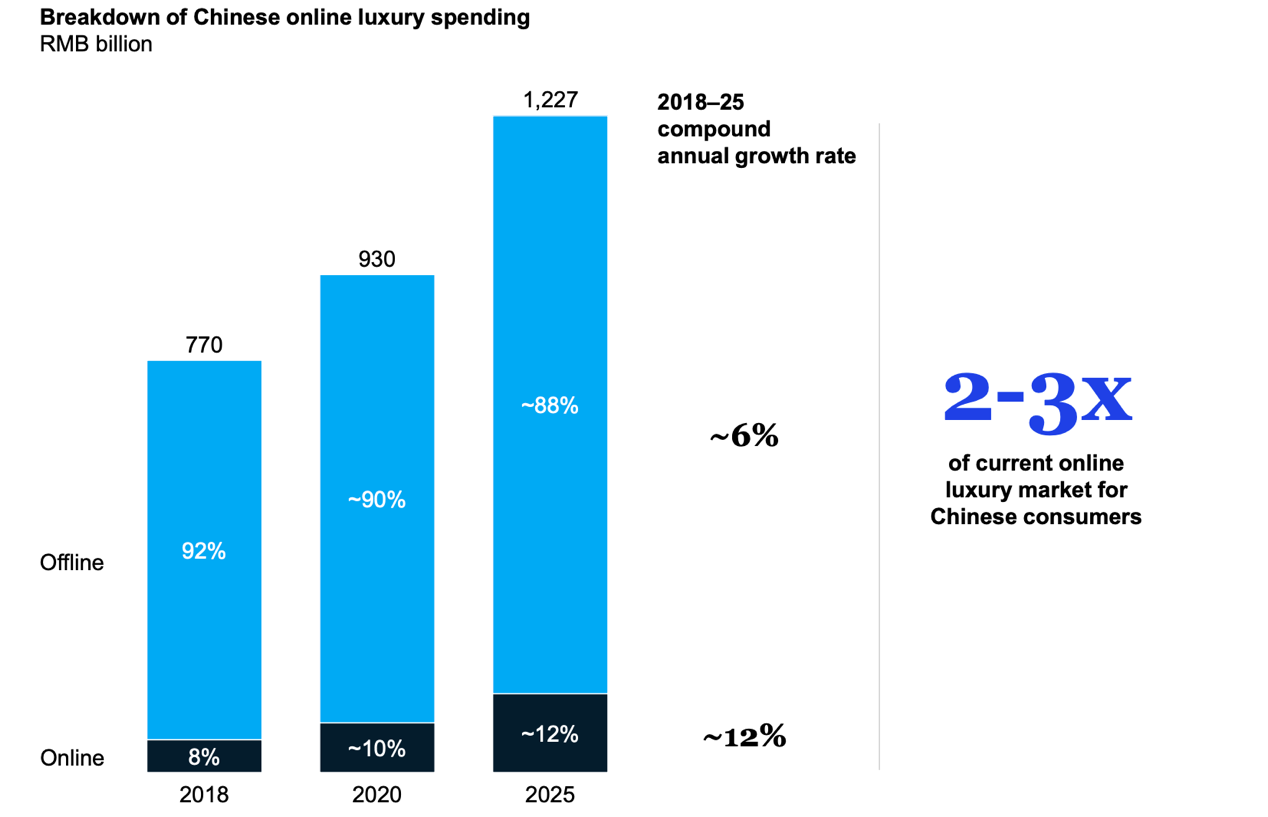 Breakdown of Chinese online luxury spending
RMB billion
2018–25
compound
annual growth rate
1,227
930
770
~88%
~90%
92%
~6%
Offline
~12%
~10%
8%
~12%
Online
2018
2020
2025
2-3x
of current online
luxury market for
Chinese consumers